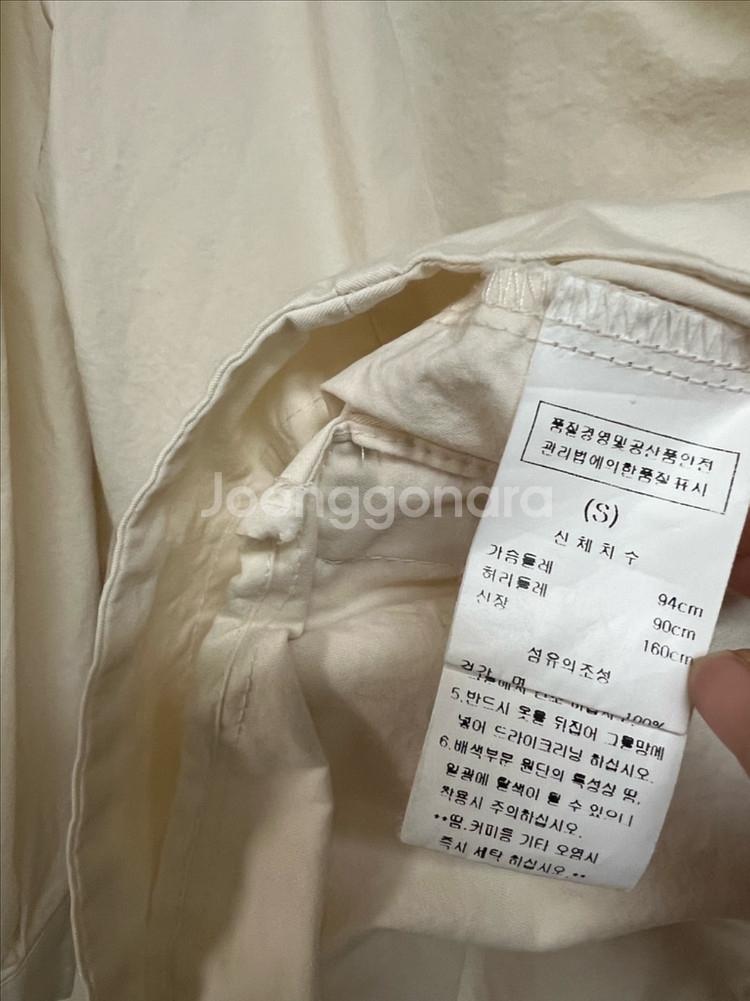 품질경영및공산품안전
관리법에의한품질표시
(S)
신체치수
가슴둘레 94cm
허리둘레 90cm
신장 160cm
섬유의조성
겉감 면 100%
5.반드시 옷을 뒤집어 그물망에
넣어 드라이크리닝 하십시오.
6.배색부분 원단의 특성상 땀.
일광에 탈색이 될 수 있으니
착용시 주의하십시오.
**땀.커피등 기타 오염시
즉시 세탁 하십시오.**
Joonggonara